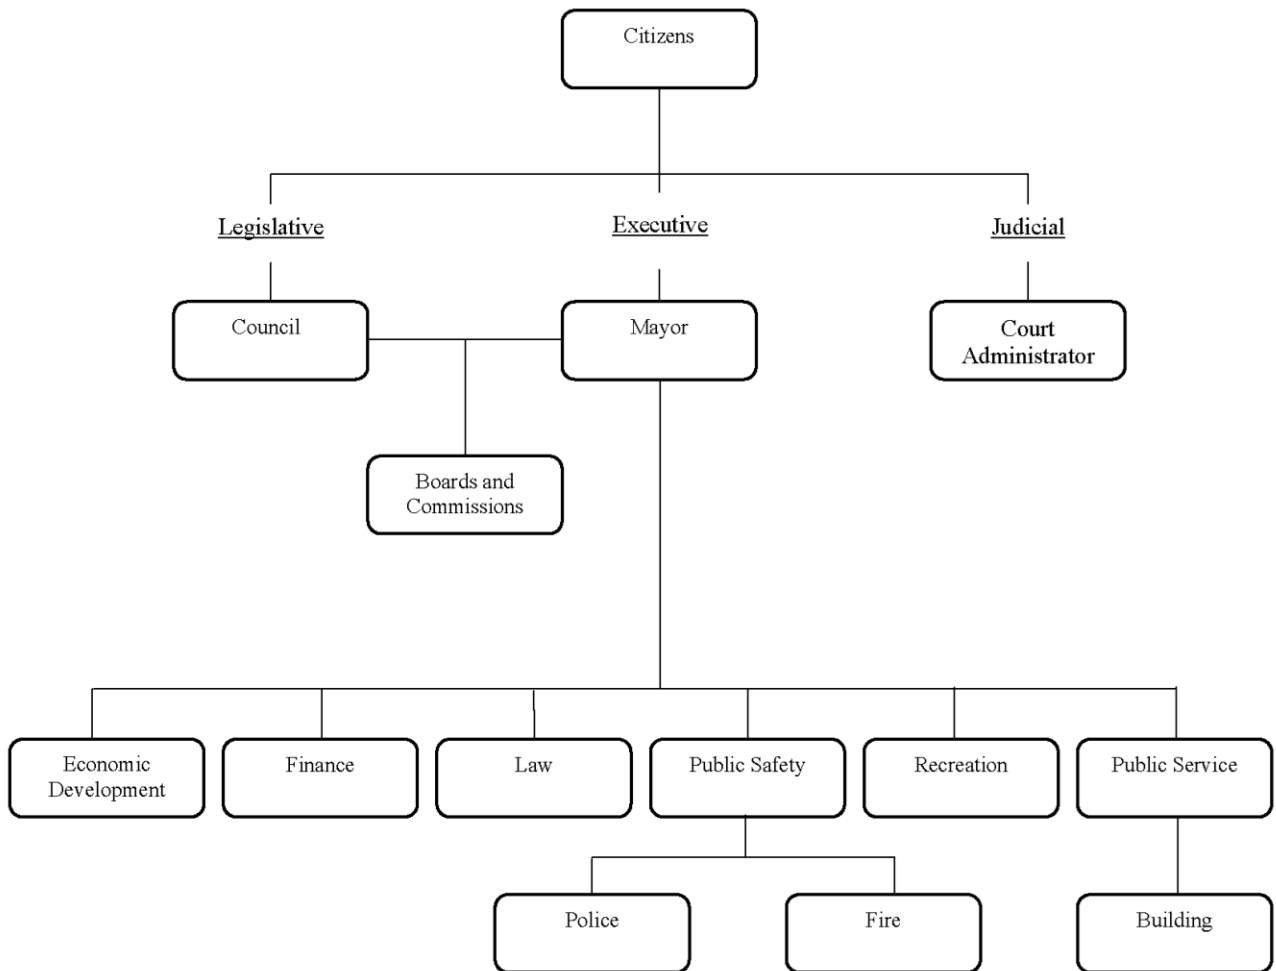 Citizens
Legislative
Executive
Judicial
Council
Mayor
Court
Administrator
Boards and
Commissions
Economic
Development
Finance
Law
Public Safety
Recreation
Public Service
Police
Fire
Building